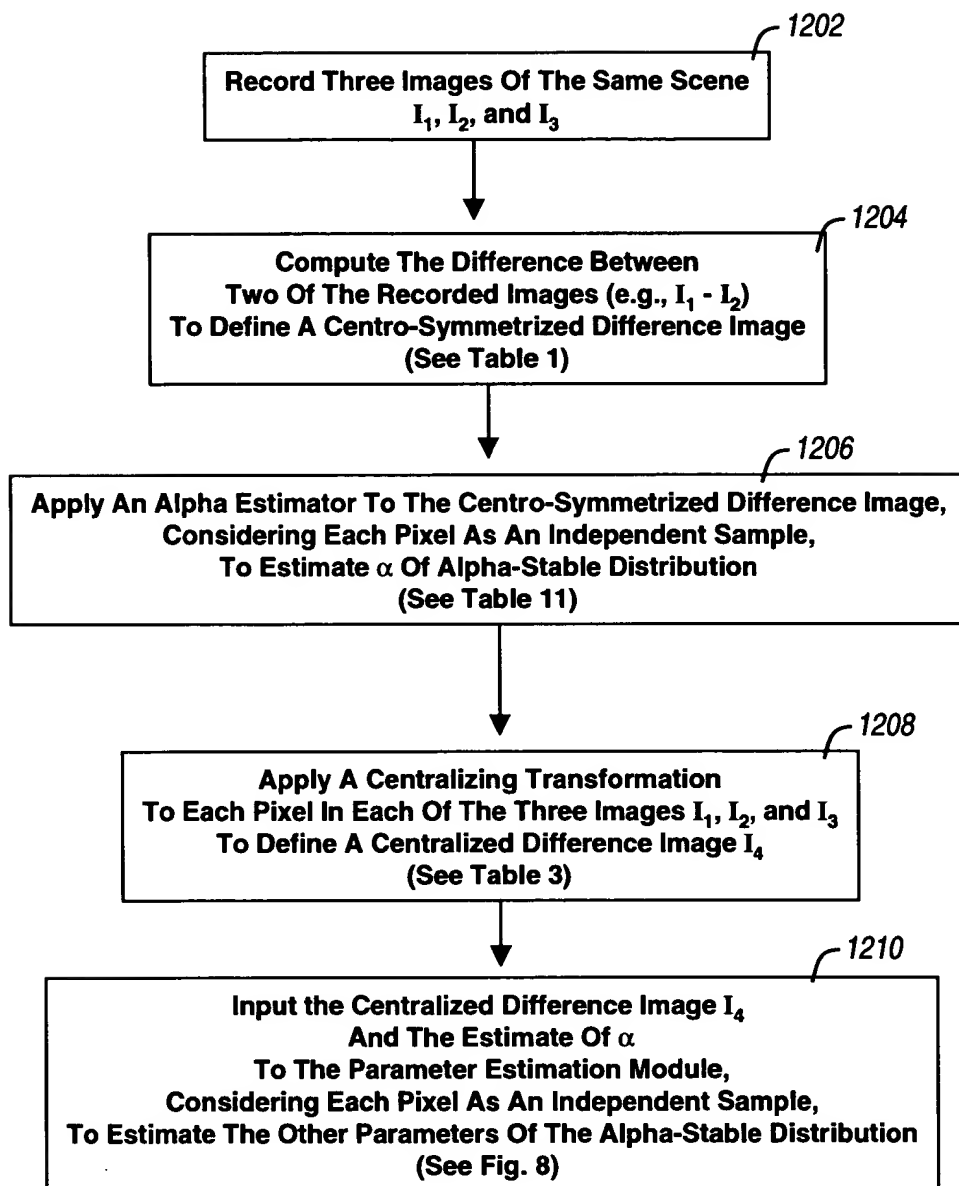 1202
Record Three Images Of The Same Scene
I₁, I₂, and I₃
1204
Compute The Difference Between
Two Of The Recorded Images (e.g., I₁ - I₂)
To Define A Centro-Symmetrized Difference Image
(See Table 1)
1206
Apply An Alpha Estimator To The Centro-Symmetrized Difference Image,
Considering Each Pixel As An Independent Sample,
To Estimate α Of Alpha-Stable Distribution
(See Table 11)
1208
Apply A Centralizing Transformation
To Each Pixel In Each Of The Three Images I₁, I₂, and I₃
To Define A Centralized Difference Image I₄
(See Table 3)
1210
Input the Centralized Difference Image I₄
And The Estimate Of α
To The Parameter Estimation Module,
Considering Each Pixel As An Independent Sample,
To Estimate The Other Parameters Of The Alpha-Stable Distribution
(See Fig. 8)